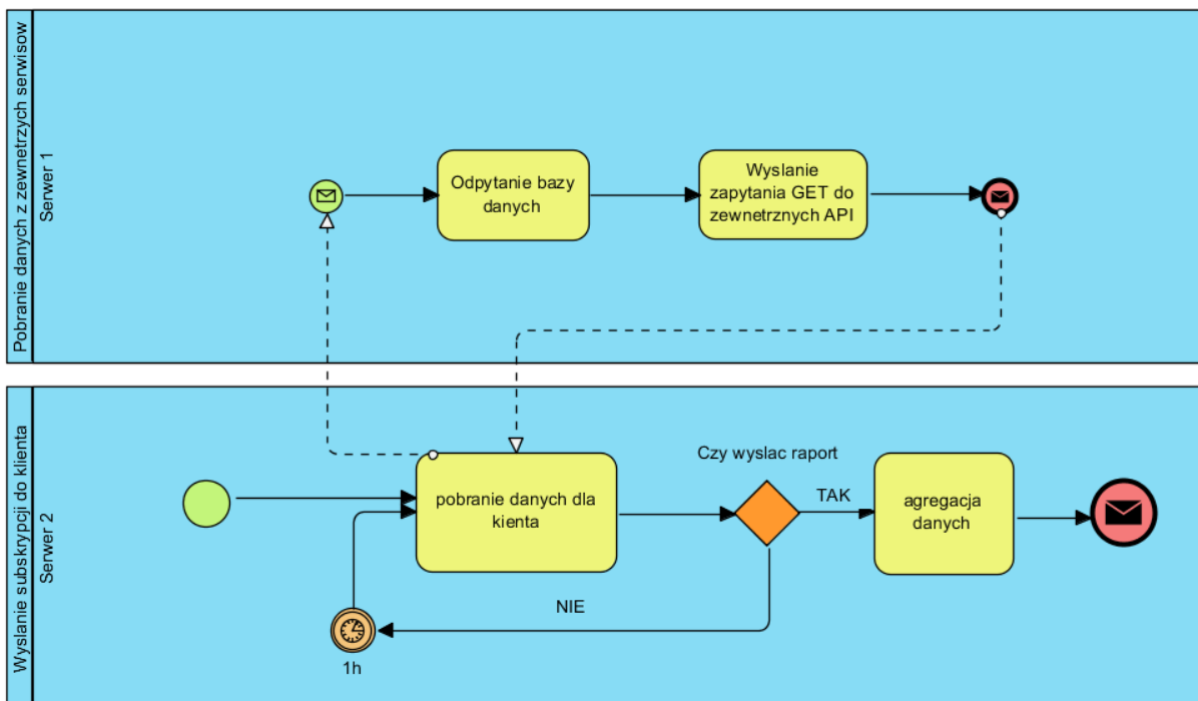 Pobranie danych z zewnetrzych serwisow
Serwer 1
Odpytanie bazy
danych
Wyslanie
zapytania GET do
zewnetrznych API
Wyslanie subskrypcji do klienta
Serwer 2
pobranie danych dla
kienta
Czy wyslac raport
TAK
agregacja
danych
NIE
1h